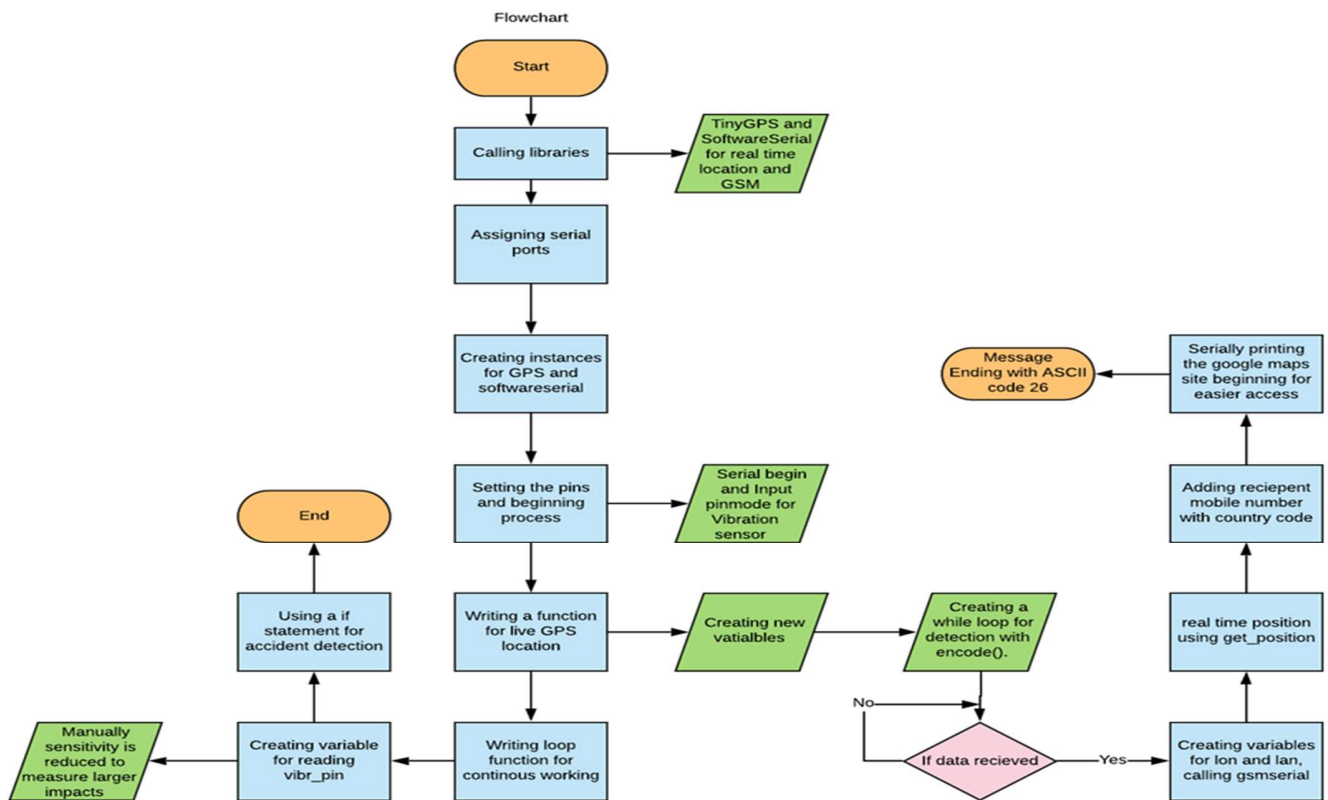 Flowchart
Start
Calling libraries
TinyGPS and
SoftwareSerial
for real time
location and
GSM
Assigning serial
ports
Creating instances
for GPS and
softwareserial
Setting the pins
and beginning
process
Serial begin
and Input
pinmode for
Vibration
sensor
Writing a function
for live GPS
location
Creating new
vatialbles
Creating a
while loop for
detection with
encode().
No
If data recieved
Yes
Creating variables
for lon and lan,
calling gsmserial
real time position
using get_position
Adding reciepent
mobile number
with country code
Serially printing
the google maps
site beginning for
easier access
Message
Ending with ASCII
code 26
Writing loop
function for
continous working
Creating variable
for reading
vibr_pin
Manually
sensitivity is
reduced to
measure larger
impacts
Using a if
statement for
accident detection
End